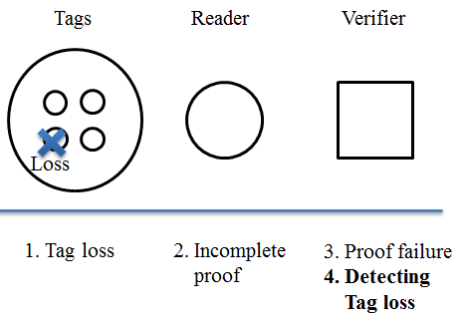 Tags Reader Verifier
Loss
1. Tag loss
2. Incomplete
proof
3. Proof failure
4. Detecting
Tag loss